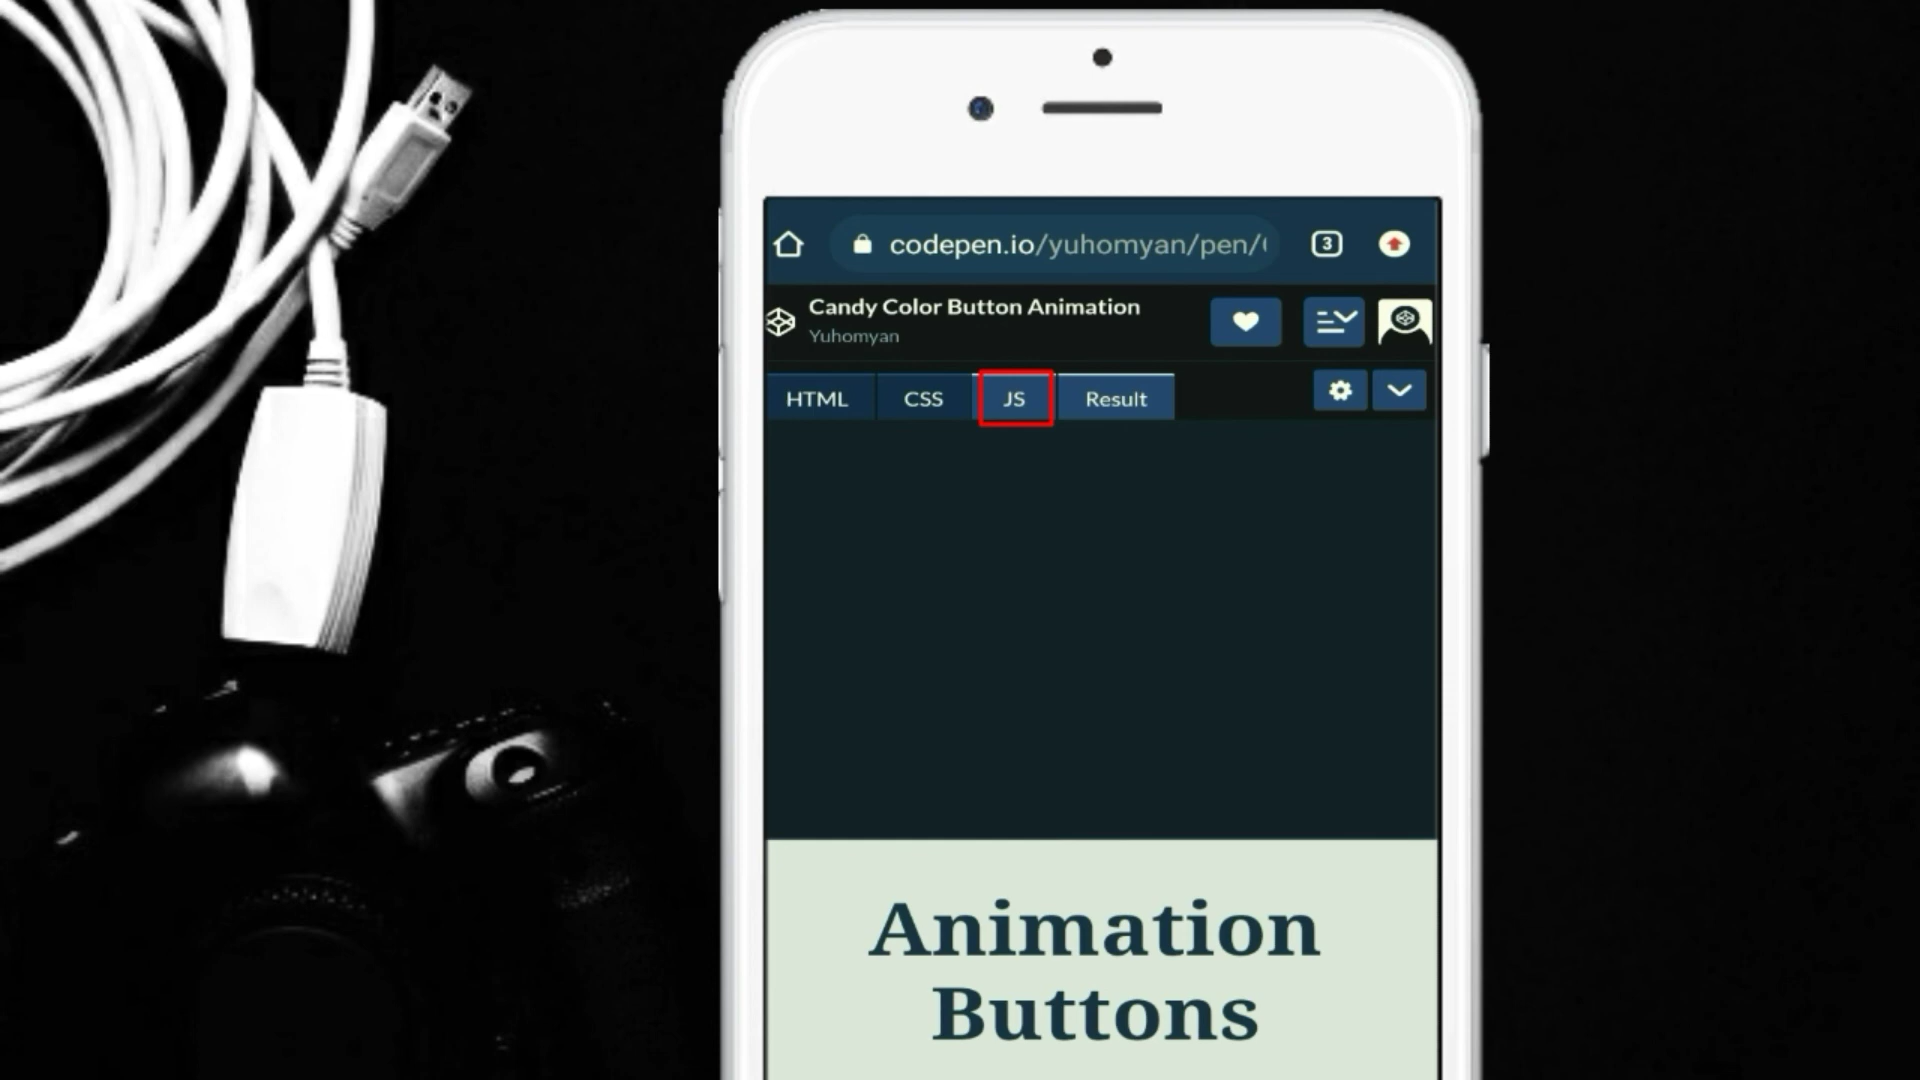 codepen.io/yuhomyan/pen/
3
Candy Color Button Animation
Yuhomyan
HTML CSS JS Result
Animation
Buttons